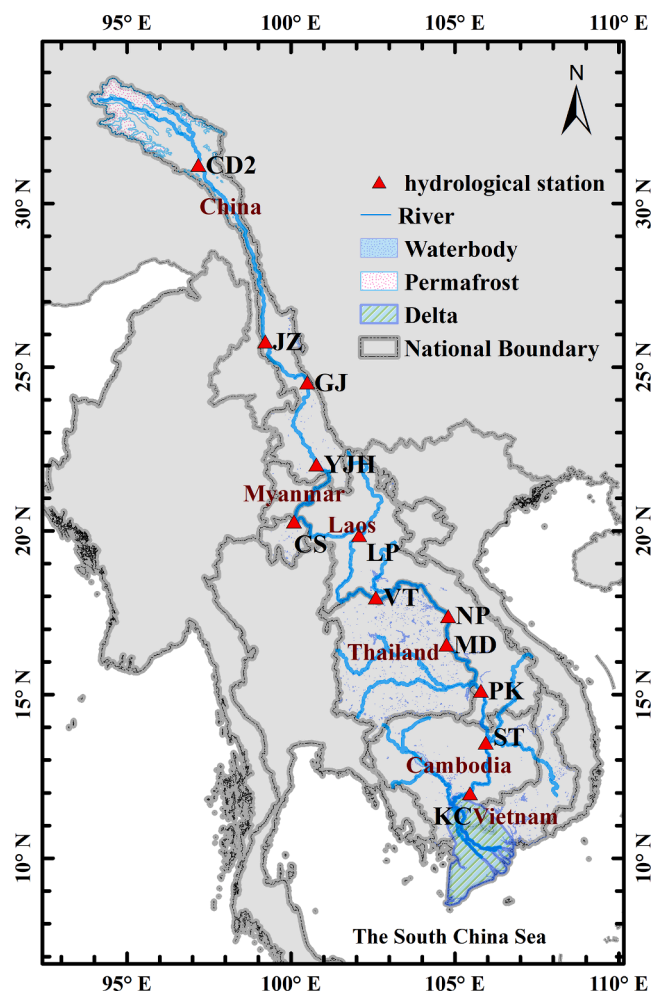 95° E 100° E 105° E 110° E
N
CD2
30° N
30° N
China
hydrological station
River
Waterbody
Permafrost
Delta
National Boundary
JZ
25° N
25° N
GJ
YJH
Myanmar
20° N
20° N
CS
Laos
LP
VT
NP
MD
Thailand
PK
15° N
15° N
ST
Cambodia
KC
Vietnam
10° N
10° N
The South China Sea
95° E 100° E 105° E 110° E